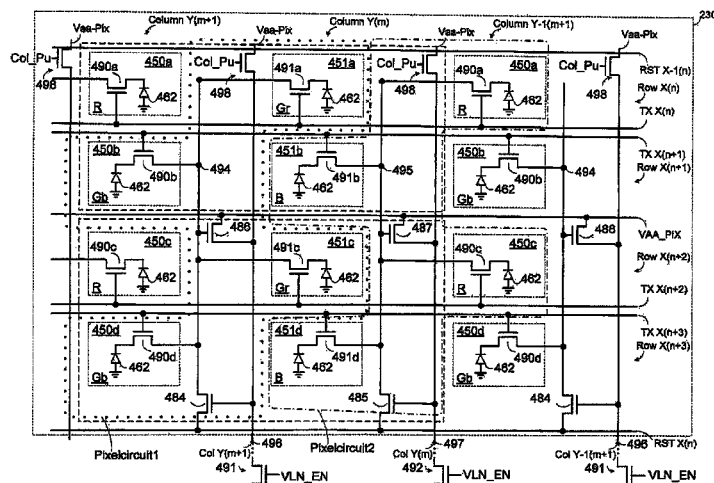 230
Column Y(m+1) Column Y(m) Column Y-1(m+1)
Vaa-Pix Vaa-Pix Vaa-Pix Vaa-Pix
Col_Pu 490a 450a Col_Pu 491a 451a Col_Pu 490a 450a Col_Pu
RST X-1(n)
498 462 498 462 498 462 498
Row X(n)
R Gr R
TX X(n)
450b 451b 450b
TX X(n+1)
490b 494 491b 495 490b 494
Row X(n+1)
462 462 462
Gb B Gb
486 487 486
VAA_PIX
490c 450c 491c 451c 490c 450c
Row X(n+2)
462 462 462
R Gr R
TX X(n+2)
450d 451d 450d
TX X(n+3)
490d 491d 490d
Row X(n+3)
462 462 462
Gb B Gb
484 485 484
RST X(n)
Pixelcircuit1 496 Pixelcircuit2 497 496
Col Y(m+1) Col Y(m) Col Y-1(m+1)
491 VLN_EN 492 VLN_EN 491 VLN_EN